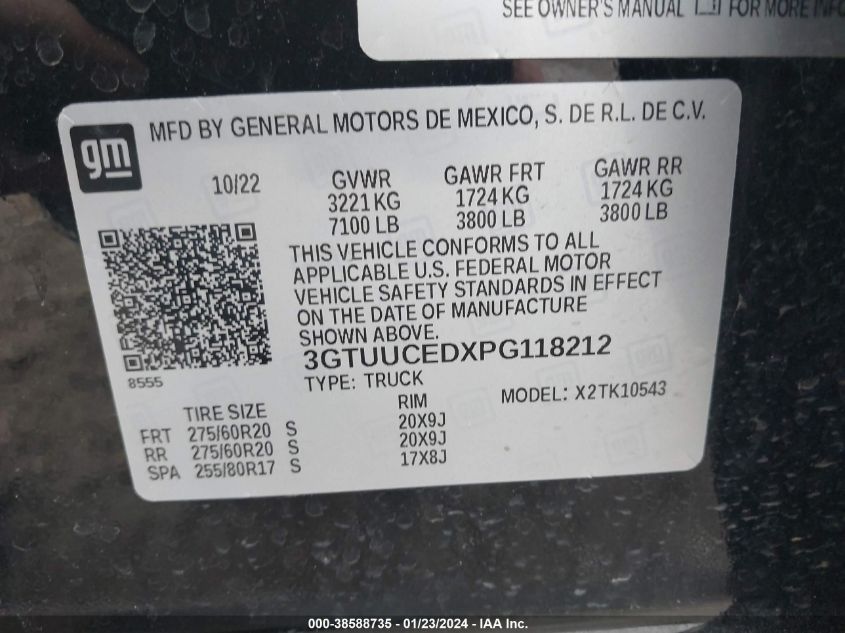 SEE OWNER'S MANUAL FOR MORE INFO
gm
MFD BY GENERAL MOTORS DE MEXICO, S. DE R.L. DE C.V.
10/22 GVWR GAWR FRT GAWR RR
3221 KG 1724 KG 1724 KG
7100 LB 3800 LB 3800 LB
THIS VEHICLE CONFORMS TO ALL
APPLICABLE U.S. FEDERAL MOTOR
VEHICLE SAFETY STANDARDS IN EFFECT
ON THE DATE OF MANUFACTURE
SHOWN ABOVE.
3GTUUCEDXPG118212
8555
TYPE: TRUCK MODEL: X2TK10543
TIRE SIZE RIM
FRT 275/60R20 S 20X9J
RR 275/60R20 S 20X9J
SPA 255/80R17 S 17X8J
000-38588735 - 01/23/2024 - IAA Inc.